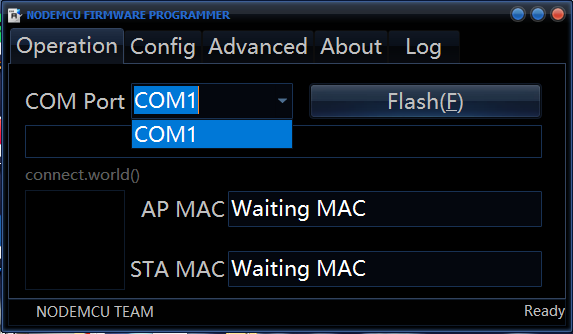 NODEMCU FIRMWARE PROGRAMMER
Operation Config Advanced About Log
COM Port COM1 Flash(F)
COM1
connect.world()
AP MAC Waiting MAC
STA MAC Waiting MAC
NODEMCU TEAM Ready